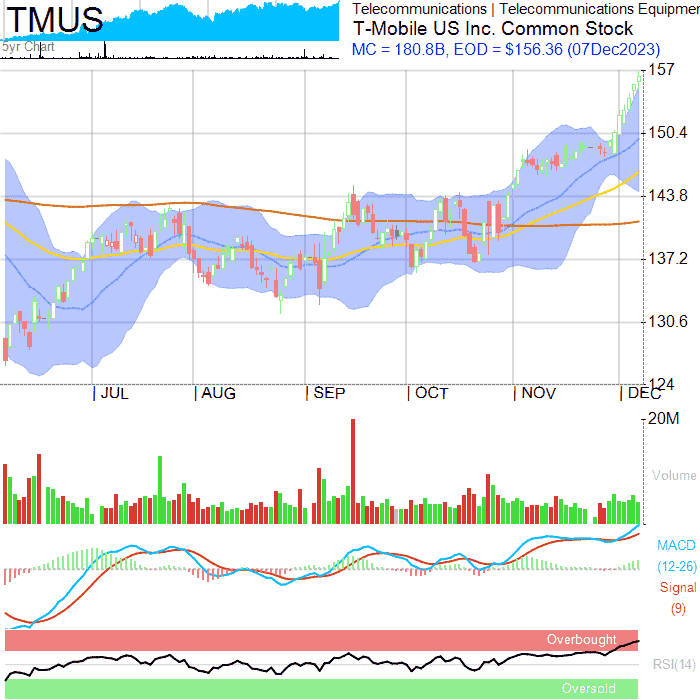 TMUS
Telecommunications | Telecommunications Equipmen
T-Mobile US Inc. Common Stock
MC = 180.8B, EOD = $156.36 (07Dec2023)
5yr Chart
157
150.4
143.8
137.2
130.6
124
JUL
AUG
SEP
OCT
NOV
DEC
20M
Volume
MACD
(12-26)
Signal
(9)
Overbought
RSI(14)
Oversold